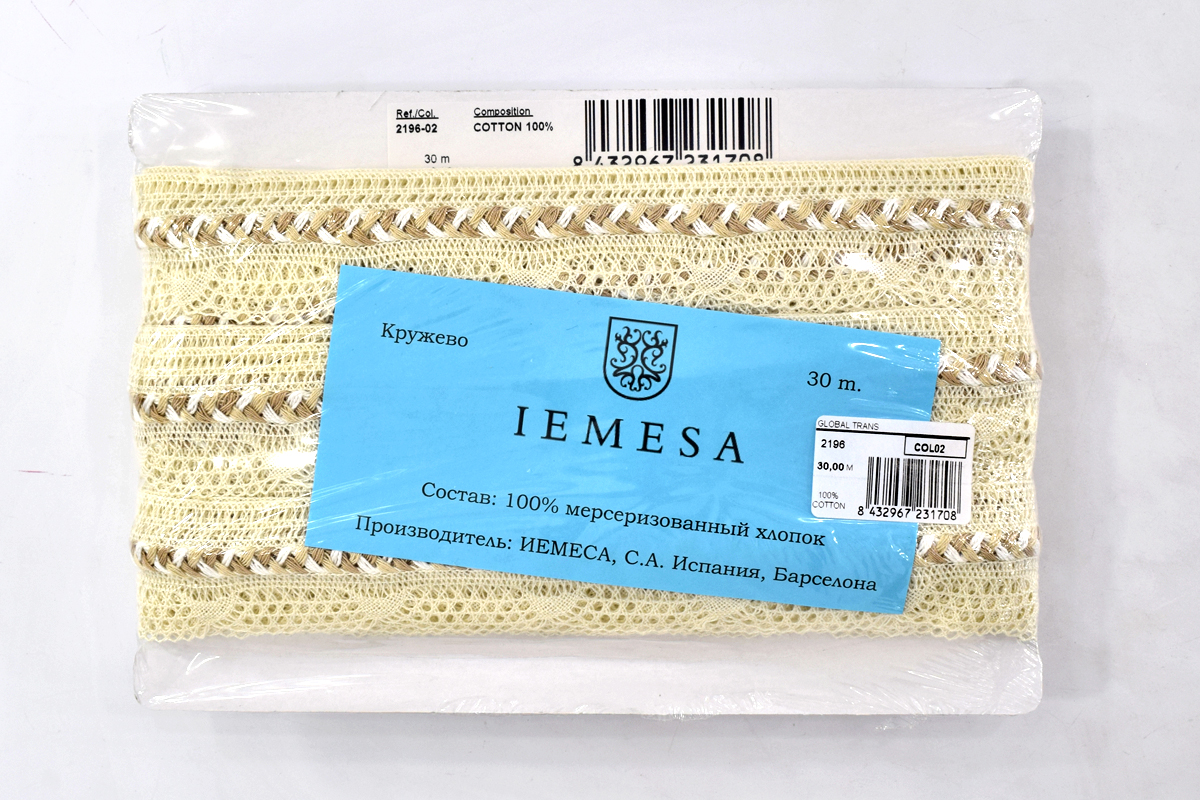 Ref./Col. Composition
2196-02 COTTON 100%
30 m
8 432967 231708
Кружево
30 m.
IEMESA
Состав: 100% мерсеризованный хлопок
Производитель: ИЕМЕСА, С.А. Испания, Барселона
GLOBAL TRANS
2196 COL02
30,00 M
100%
COTTON
8 432967 231708